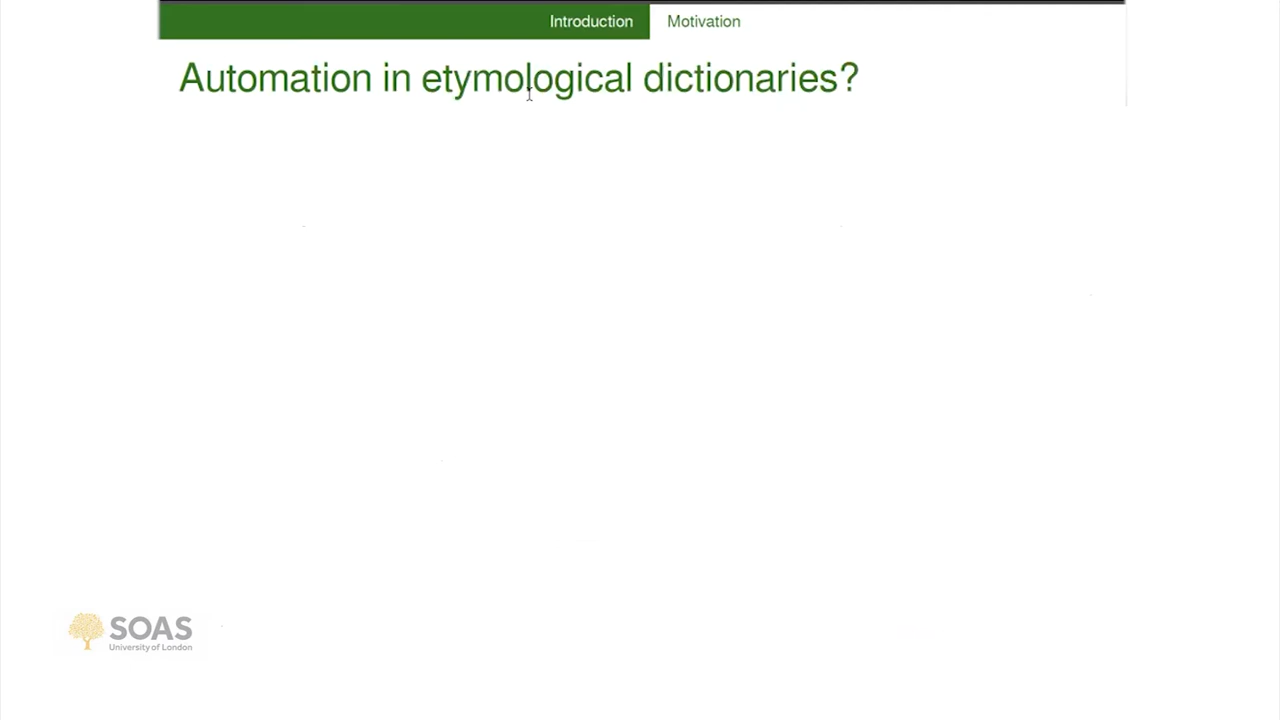 Introduction Motivation
Automation in etymological dictionaries?
SOAS
University of London